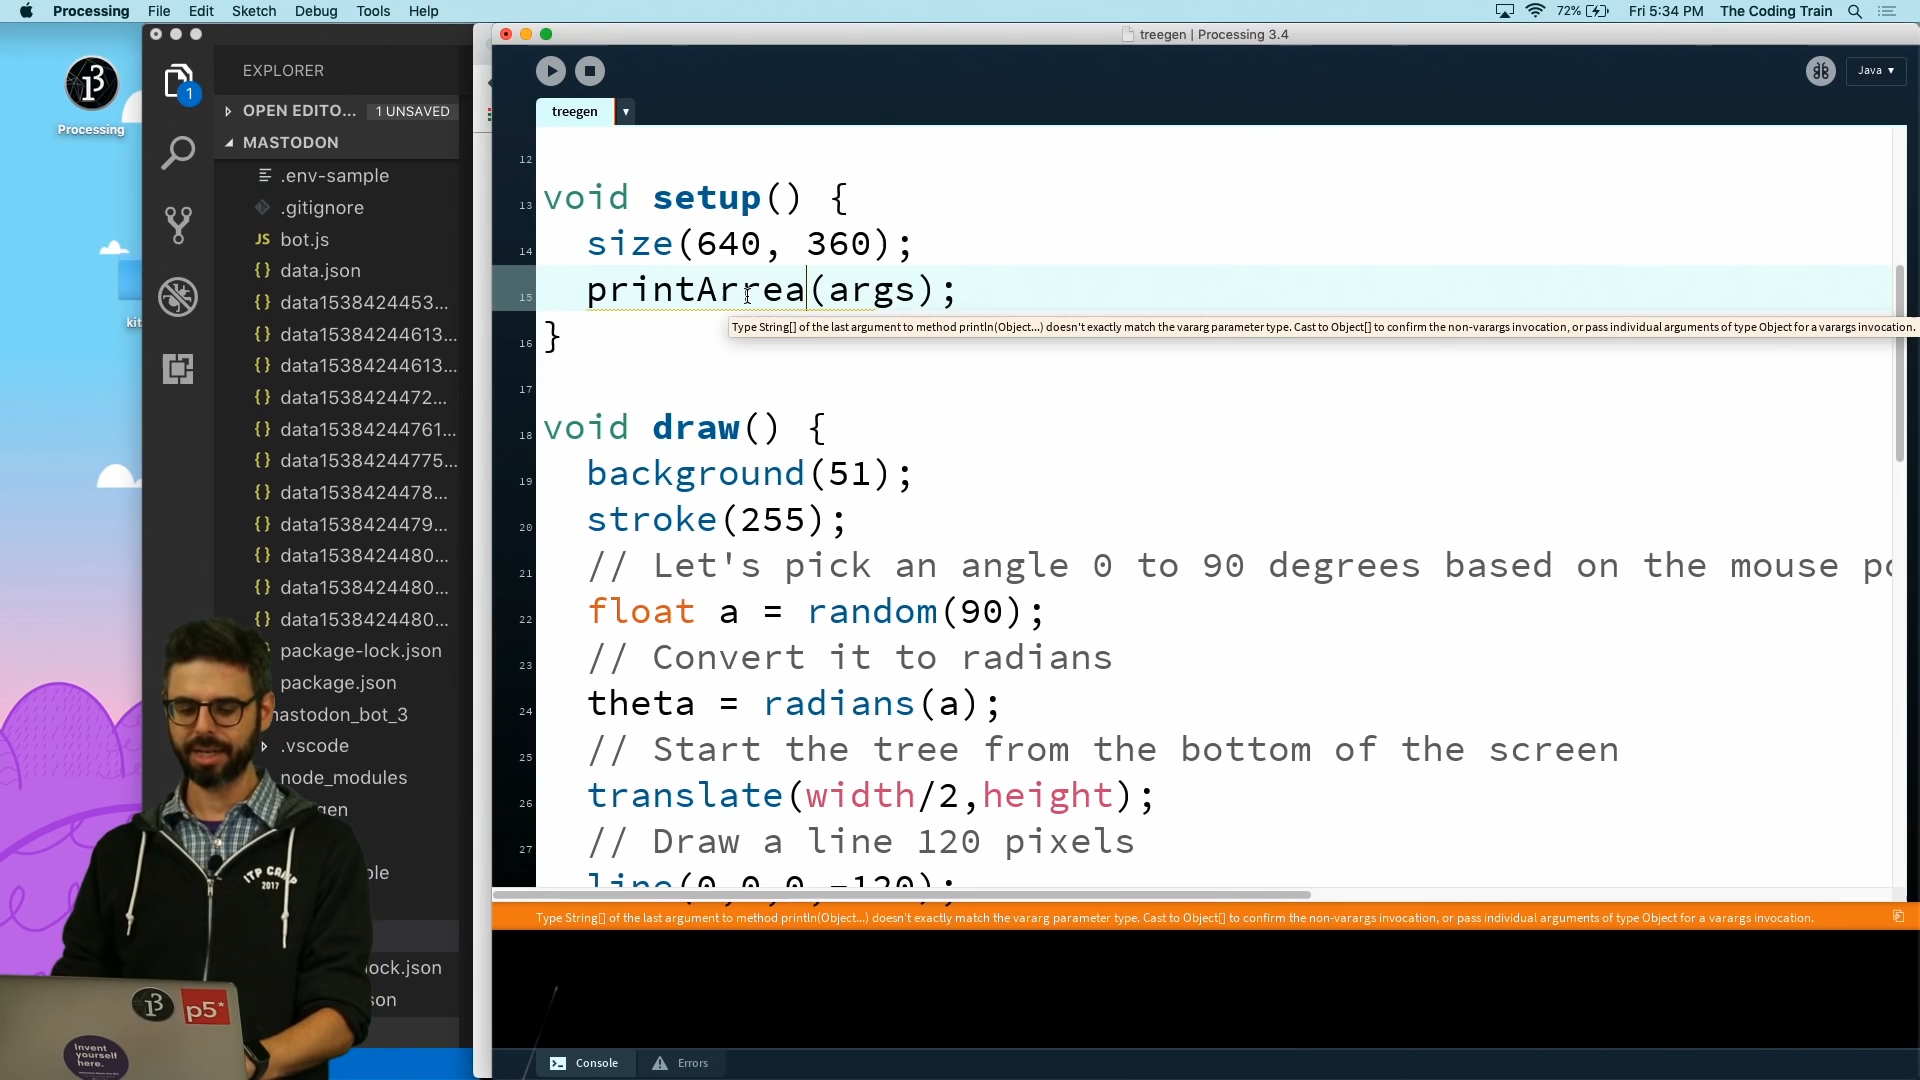 Processing File Edit Sketch Debug Tools Help
72% Fri 5:34 PM The Coding Train
treegen | Processing 3.4
Processing
kit
EXPLORER
1
OPEN EDITO... 1 UNSAVED
MASTODON
.env-sample
.gitignore
JS bot.js
{} data.json
{} data1538424453...
{} data15384244613...
{} data15384244613...
{} data1538424472...
{} data15384244761...
{} data15384244775...
{} data1538424478...
{} data1538424479...
{} data1538424480...
{} data1538424480...
{} data1538424480...
package-lock.json
package.json
mastodon_bot_3
.vscode
node_modules
gen
ple
lock.json
son
Java
treegen
12
13 void setup() {
14 size(640, 360);
15 printArrea(args);
Type String[] of the last argument to method println(Object...) doesn't exactly match the vararg parameter type. Cast to Object[] to confirm the non-varargs invocation, or pass individual arguments of type Object for a varargs invocation.
16 }
17
18 void draw() {
19 background(51);
20 stroke(255);
21 // Let's pick an angle 0 to 90 degrees based on the mouse po
22 float a = random(90);
23 // Convert it to radians
24 theta = radians(a);
25 // Start the tree from the bottom of the screen
26 translate(width/2,height);
27 // Draw a line 120 pixels
line(0,0,0,-120);
Type String[] of the last argument to method println(Object...) doesn't exactly match the vararg parameter type. Cast to Object[] to confirm the non-varargs invocation, or pass individual arguments of type Object for a varargs invocation.
Console Errors
ITP CAMP
2017
p5*
Invent
yourself
here.